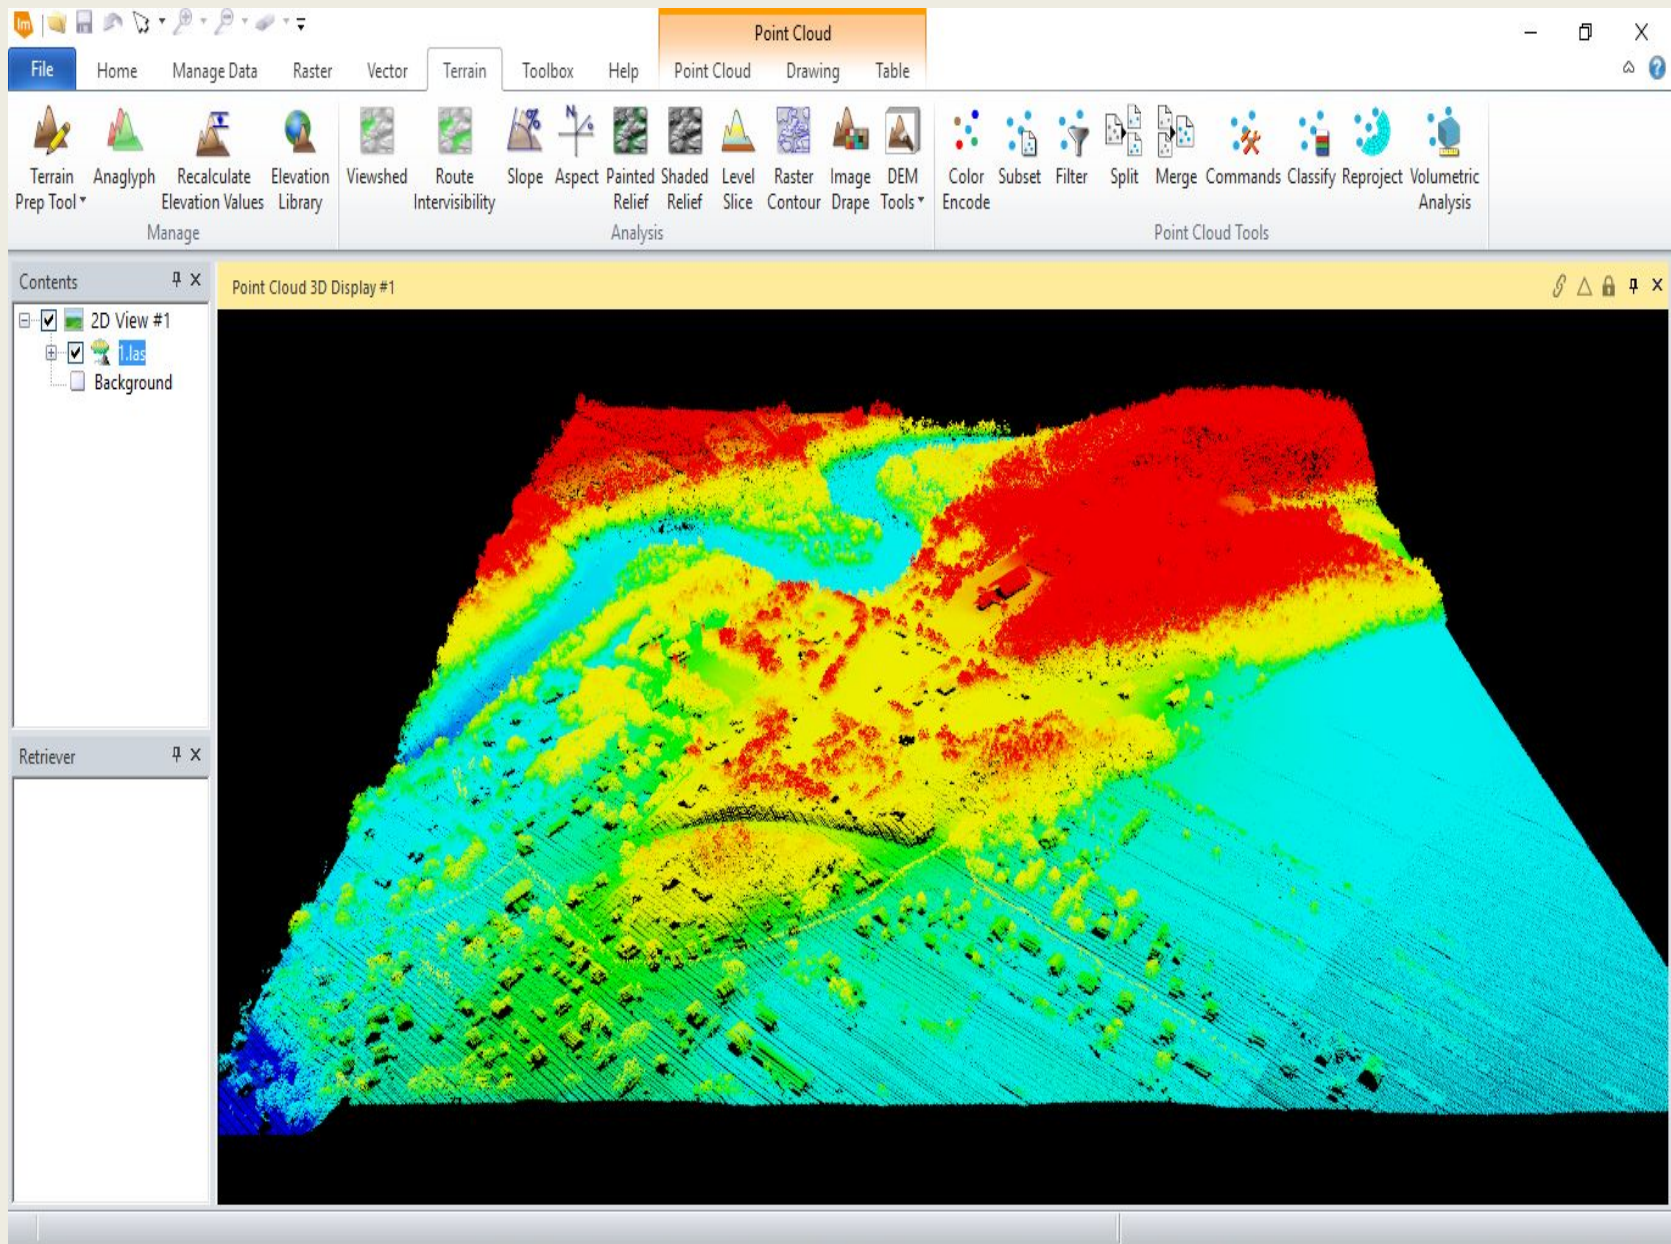 Im
Point Cloud
File Home Manage Data Raster Vector Terrain Toolbox Help Point Cloud Drawing Table
Terrain Prep Tool
Anaglyph
Recalculate Elevation Values
Elevation Library
Manage
Viewshed
Route Intervisibility
Slope
Aspect
Painted Relief
Shaded Relief
Level Slice
Raster Contour
Image Drape
DEM Tools
Analysis
Color Encode
Subset
Filter
Split
Merge
Commands
Classify
Reproject
Volumetric Analysis
Point Cloud Tools
Contents
2D View #1
1.las
Background
Retriever
Point Cloud 3D Display #1